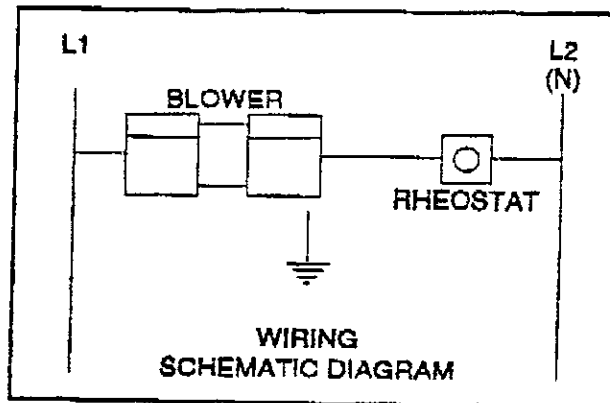 L1
L2
(N)
BLOWER
RHEOSTAT
WIRING
SCHEMATIC DIAGRAM